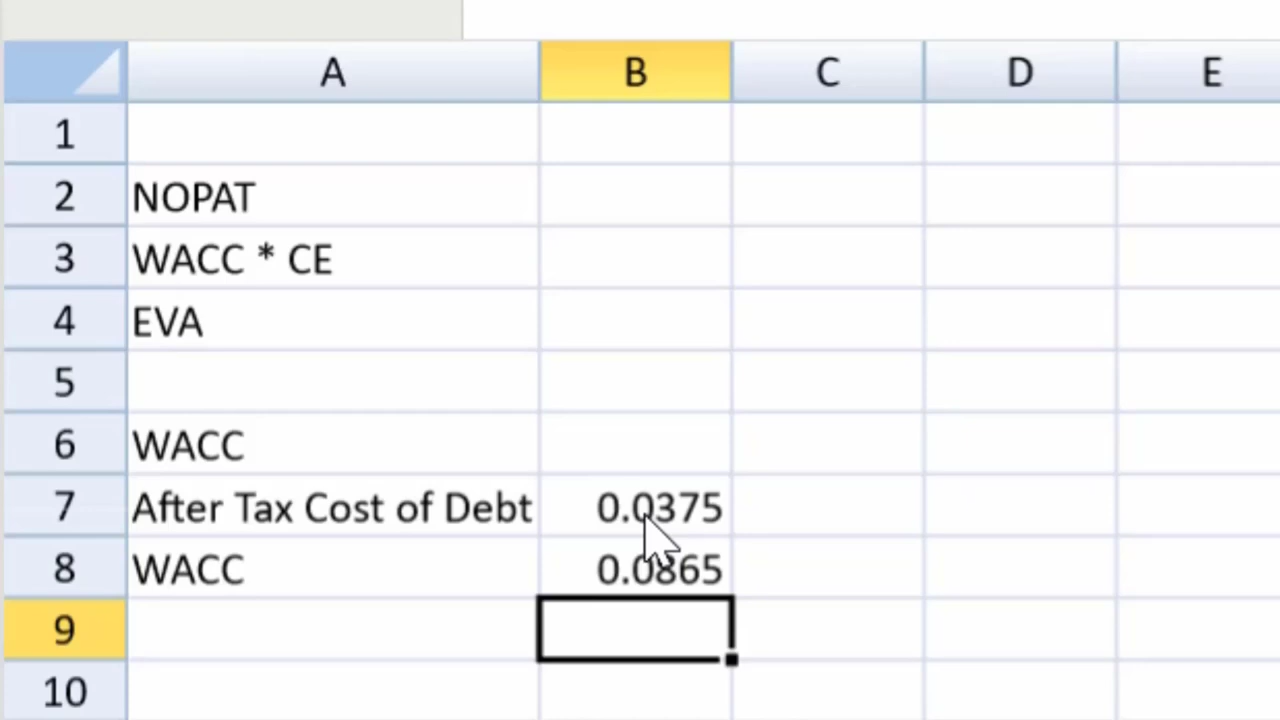 A B C D E
1
2 NOPAT
3 WACC * CE
4 EVA
5
6 WACC
7 After Tax Cost of Debt 0.0375
8 WACC 0.0865
9
10